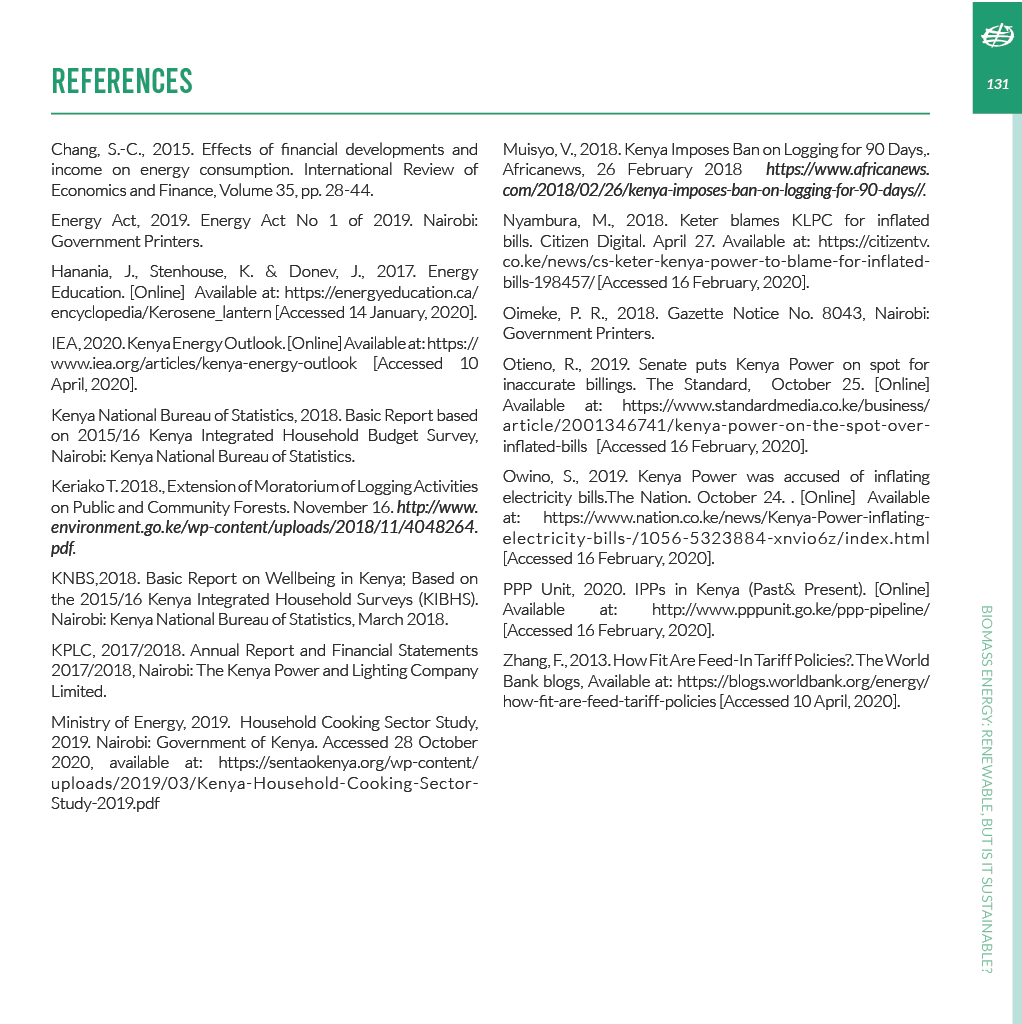 REFERENCES
131
Chang, S.-C., 2015. Effects of financial developments and
income on energy consumption. International Review of
Economics and Finance, Volume 35, pp. 28-44.
Energy Act, 2019. Energy Act No 1 of 2019. Nairobi:
Government Printers.
Hanania, J., Stenhouse, K. & Donev, J., 2017. Energy
Education. [Online] Available at: https://energyeducation.ca/
encyclopedia/Kerosene_lantern [Accessed 14 January, 2020].
IEA, 2020. Kenya Energy Outlook. [Online] Available at: https://
www.iea.org/articles/kenya-energy-outlook [Accessed 10
April, 2020].
Kenya National Bureau of Statistics, 2018. Basic Report based
on 2015/16 Kenya Integrated Household Budget Survey,
Nairobi: Kenya National Bureau of Statistics.
Keriako T. 2018., Extension of Moratorium of Logging Activities
on Public and Community Forests. November 16. http://www.
environment.go.ke/wp-content/uploads/2018/11/4048264.
pdf.
KNBS,2018. Basic Report on Wellbeing in Kenya; Based on
the 2015/16 Kenya Integrated Household Surveys (KIBHS).
Nairobi: Kenya National Bureau of Statistics, March 2018.
KPLC, 2017/2018. Annual Report and Financial Statements
2017/2018, Nairobi: The Kenya Power and Lighting Company
Limited.
Ministry of Energy, 2019. Household Cooking Sector Study,
2019. Nairobi: Government of Kenya. Accessed 28 October
2020, available at: https://sentaokenya.org/wp-content/
uploads/2019/03/Kenya-Household-Cooking-Sector-
Study-2019.pdf
Muisyo, V., 2018. Kenya Imposes Ban on Logging for 90 Days,.
Africanews, 26 February 2018 https://www.africanews.
com/2018/02/26/kenya-imposes-ban-on-logging-for-90-days//.
Nyambura, M., 2018. Keter blames KLPC for inflated
bills. Citizen Digital. April 27. Available at: https://citizentv.
co.ke/news/cs-keter-kenya-power-to-blame-for-inflated-
bills-198457/ [Accessed 16 February, 2020].
Oimeke, P. R., 2018. Gazette Notice No. 8043, Nairobi:
Government Printers.
Otieno, R., 2019. Senate puts Kenya Power on spot for
inaccurate billings. The Standard, October 25. [Online]
Available at: https://www.standardmedia.co.ke/business/
article/2001346741/kenya-power-on-the-spot-over-
inflated-bills [Accessed 16 February, 2020].
Owino, S., 2019. Kenya Power was accused of inflating
electricity bills.The Nation. October 24. . [Online] Available
at: https://www.nation.co.ke/news/Kenya-Power-inflating-
electricity-bills-/1056-5323884-xnvio6z/index.html
[Accessed 16 February, 2020].
PPP Unit, 2020. IPPs in Kenya (Past& Present). [Online]
Available at: http://www.pppunit.go.ke/ppp-pipeline/
[Accessed 16 February, 2020].
Zhang, F., 2013. How Fit Are Feed-In Tariff Policies?. The World
Bank blogs, Available at: https://blogs.worldbank.org/energy/
how-fit-are-feed-tariff-policies [Accessed 10 April, 2020].
BIOMASS ENERGY: RENEWABLE, BUT IS IT SUSTAINABLE?